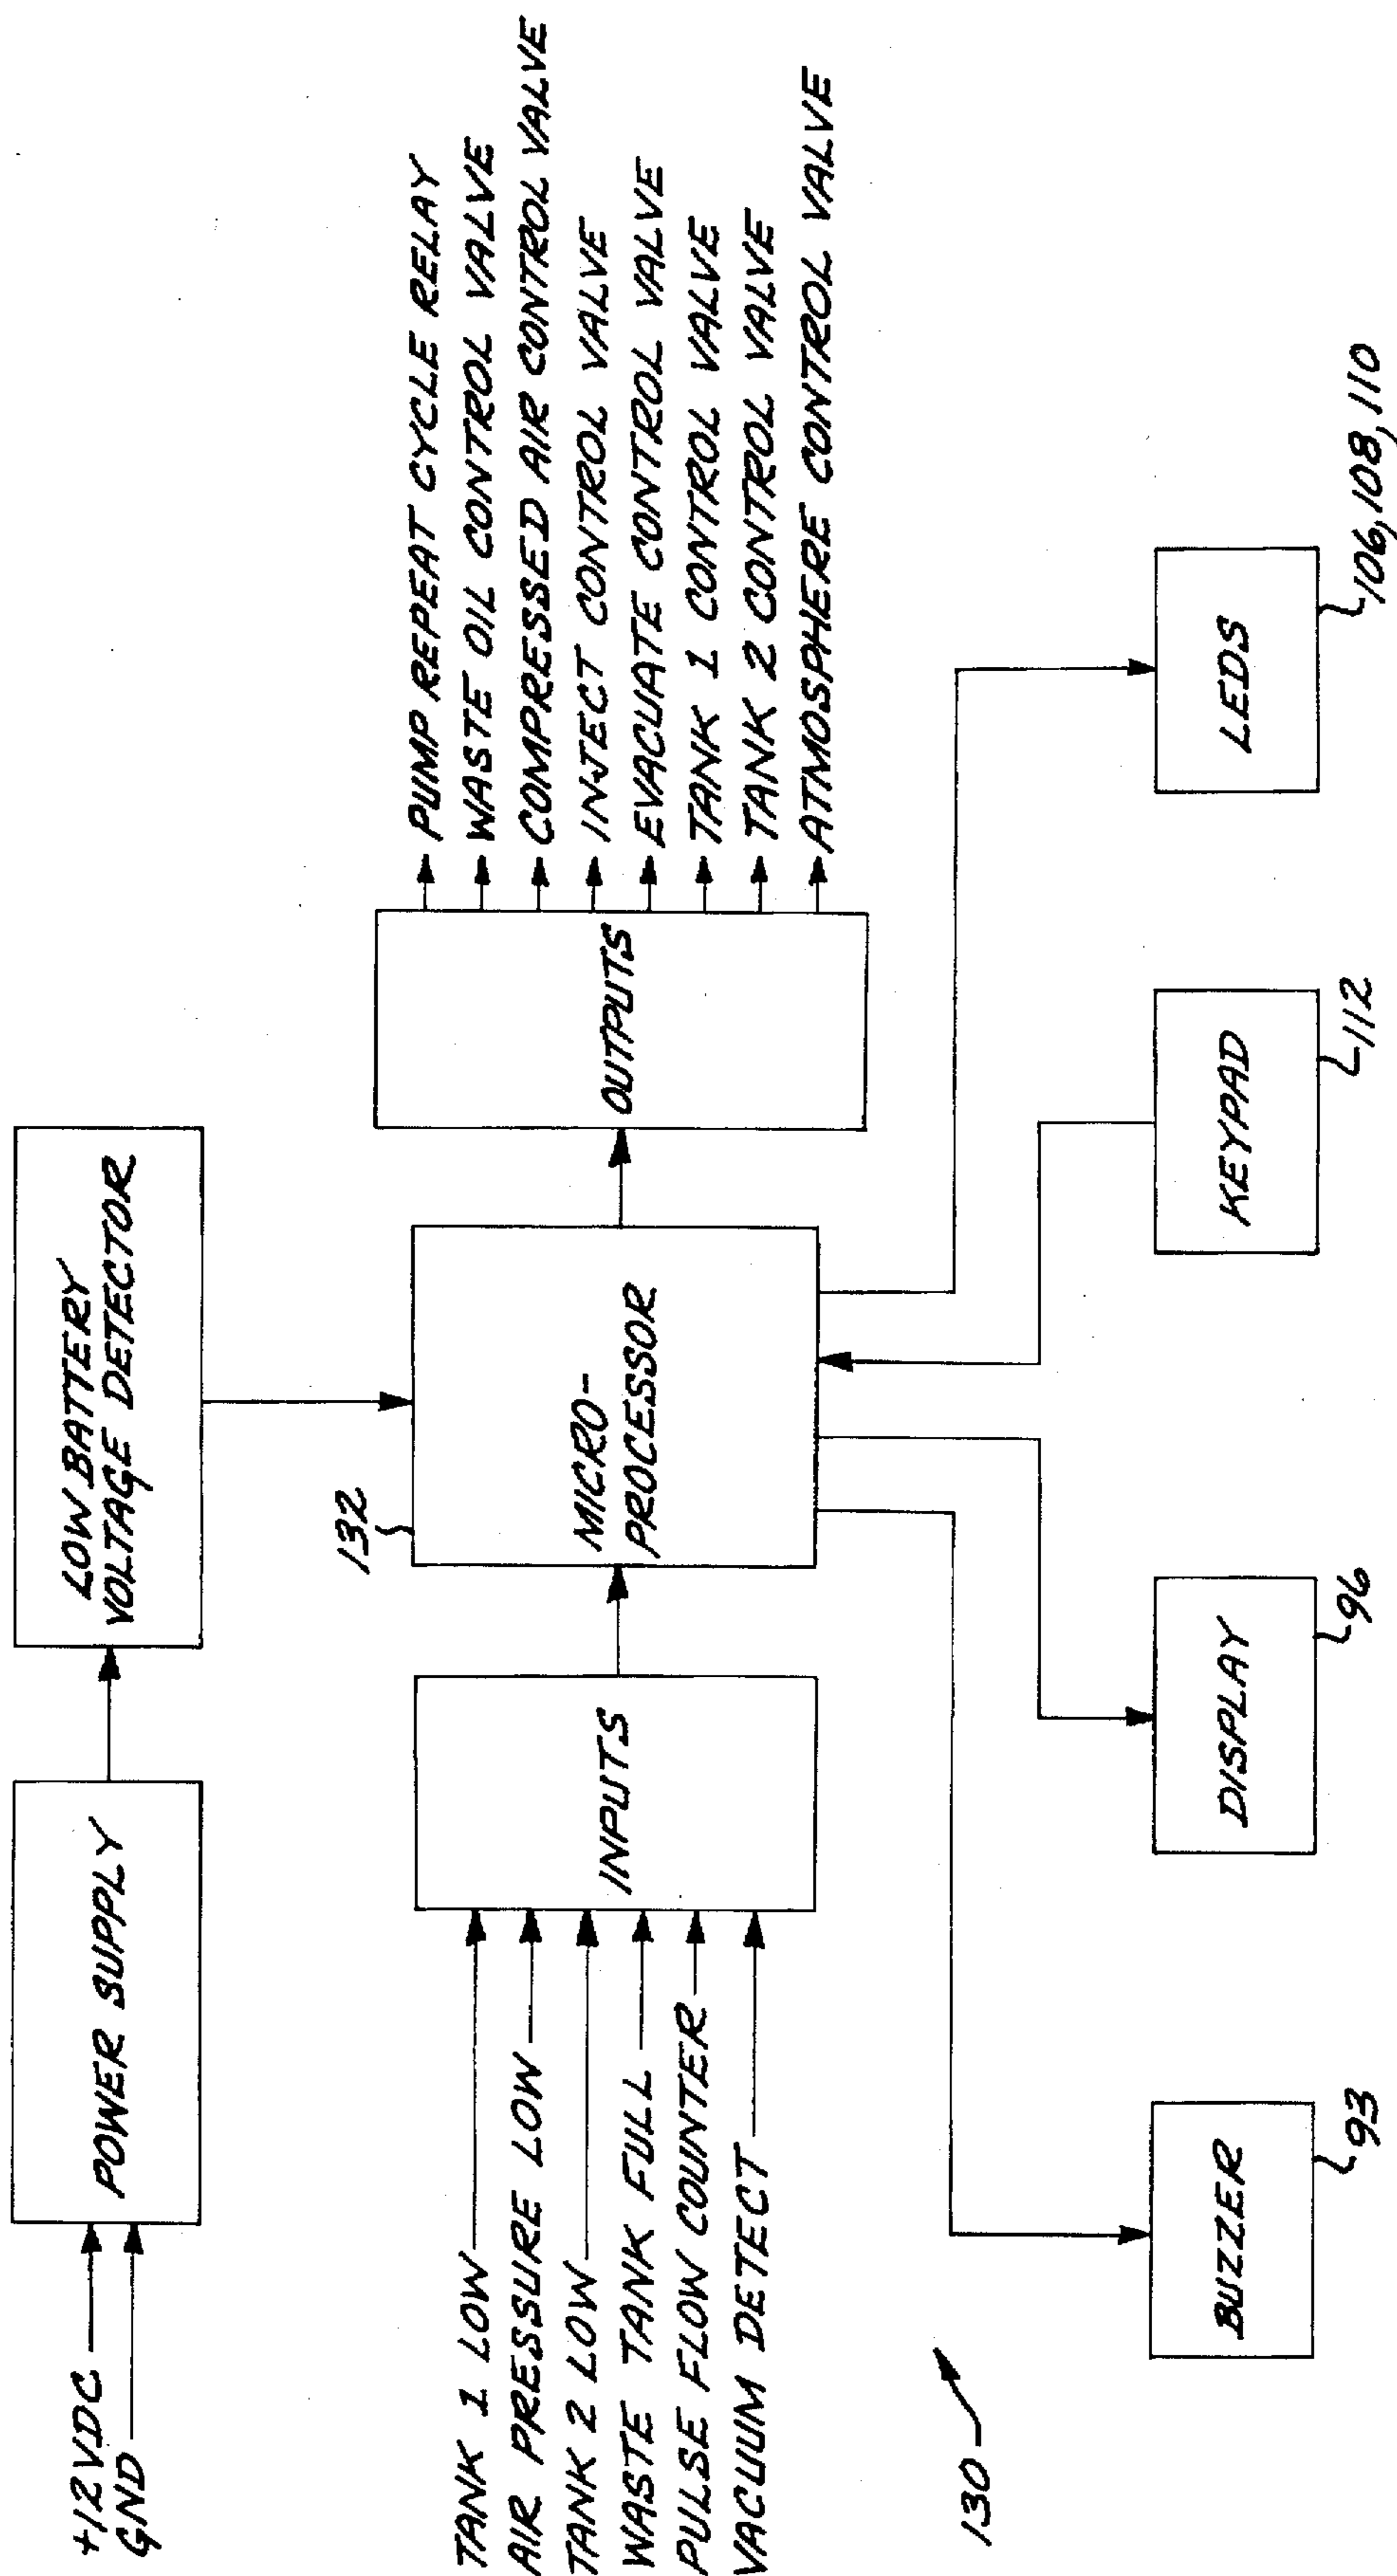 +12VDC
GND
POWER SUPPLY
LOW BATTERY
VOLTAGE DETECTOR
TANK 1 LOW
AIR PRESSURE LOW
TANK 2 LOW
WASTE TANK FULL
PULSE FLOW COUNTER
VACUUM DETECT
INPUTS
132
MICRO-
PROCESSOR
OUTPUTS
PUMP REPEAT CYCLE RELAY
WASTE OIL CONTROL VALVE
COMPRESSED AIR CONTROL VALVE
INJECT CONTROL VALVE
EVACUATE CONTROL VALVE
TANK 1 CONTROL VALVE
TANK 2 CONTROL VALVE
ATMOSPHERE CONTROL VALVE
130
BUZZER
93
DISPLAY
96
KEYPAD
112
LEDS
106,108,110